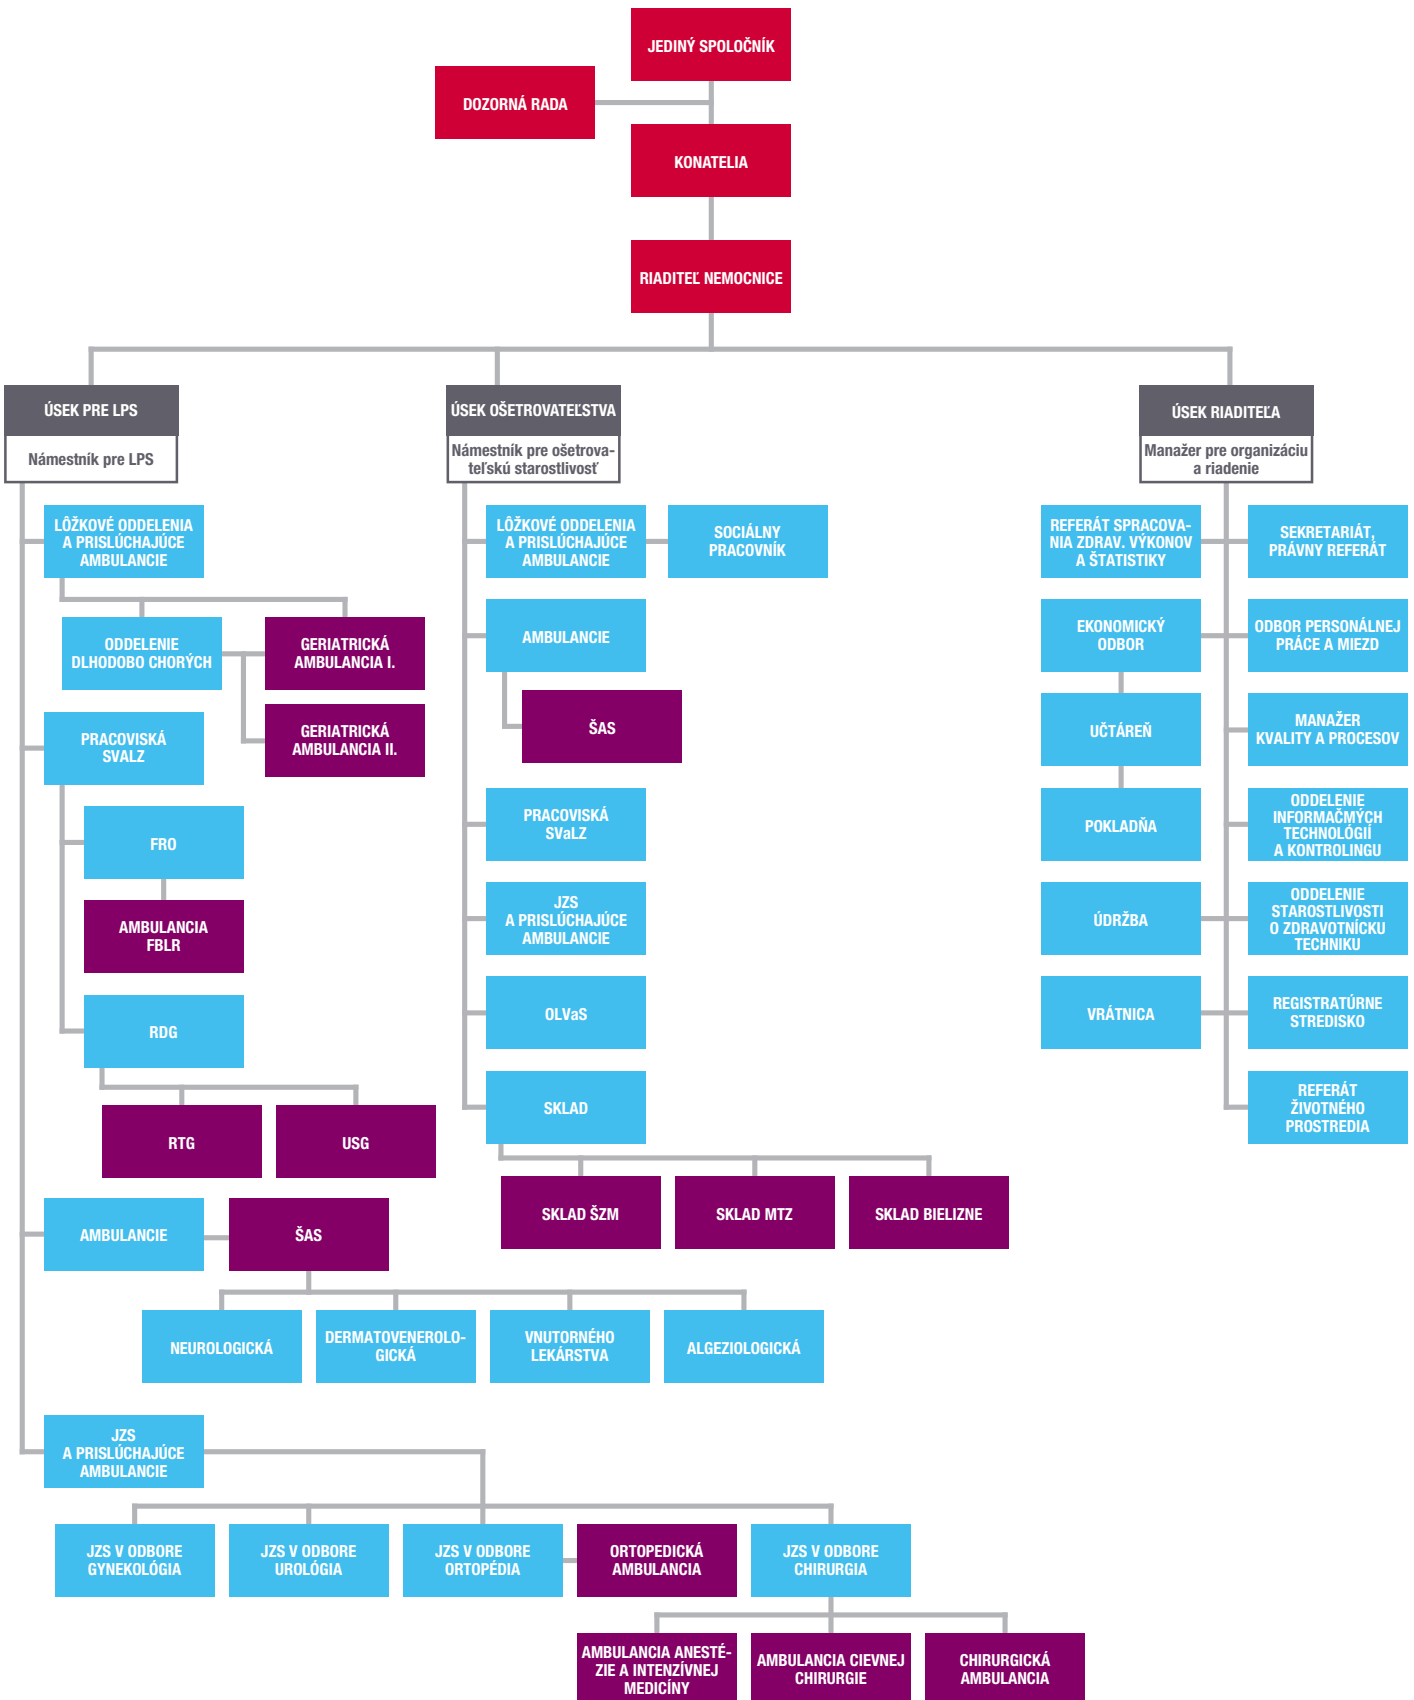 JEDINÝ SPOLOČNÍK
DOZORNÁ RADA
KONATELIA
RIADITEĽ NEMOCNICE
ÚSEK PRE LPS
Námestník pre LPS
LÔŽKOVÉ ODDELENIA
A PRISLÚCHAJÚCE
AMBULANCIE
ODDELENIE
DLHODOBO CHORÝCH
GERIATRICKÁ
AMBULANCIA I.
GERIATRICKÁ
AMBULANCIA II.
PRACOVISKÁ
SVALZ
FRO
AMBULANCIA
FBLR
RDG
RTG
USG
AMBULANCIE
ŠAS
NEUROLOGICKÁ
DERMATOVENEROLO-
GICKÁ
VNUTORNÉHO
LEKÁRSTVA
ALGEZIOLOGICKÁ
JZS
A PRISLÚCHAJÚCE
AMBULANCIE
JZS V ODBORE
GYNEKOLÓGIA
JZS V ODBORE
UROLÓGIA
JZS V ODBORE
ORTOPÉDIA
ORTOPEDICKÁ
AMBULANCIA
JZS V ODBORE
CHIRURGIA
AMBULANCIA ANESTÉ-
ZIE A INTENZÍVNEJ
MEDICÍNY
AMBULANCIA CIEVNEJ
CHIRURGIE
CHIRURGICKÁ
AMBULANCIA
ÚSEK OŠETROVATEĽSTVA
Námestník pre ošetrova-
teľskú starostlivosť
LÔŽKOVÉ ODDELENIA
A PRISLÚCHAJÚCE
AMBULANCIE
SOCIÁLNY
PRACOVNÍK
AMBULANCIE
ŠAS
PRACOVISKÁ
SVaLZ
JZS
A PRISLÚCHAJÚCE
AMBULANCIE
OLVaS
SKLAD
SKLAD ŠZM
SKLAD MTZ
SKLAD BIELIZNE
ÚSEK RIADITEĽA
Manažer pre organizáciu
a riadenie
REFERÁT SPRACOVA-
NIA ZDRAV. VÝKONOV
A ŠTATISTIKY
SEKRETARIÁT,
PRÁVNY REFERÁT
EKONOMICKÝ
ODBOR
ODBOR PERSONÁLNEJ
PRÁCE A MIEZD
UČTÁREŇ
MANAŽER
KVALITY A PROCESOV
POKLADŇA
ODDELENIE
INFORMAČMÝCH
TECHNOLÓGIÍ
A KONTROLINGU
ÚDRŽBA
ODDELENIE
STAROSTLIVOSTI
O ZDRAVOTNÍCKU
TECHNIKU
VRÁTNICA
REGISTRATÚRNE
STREDISKO
REFERÁT
ŽIVOTNÉHO
PROSTREDIA